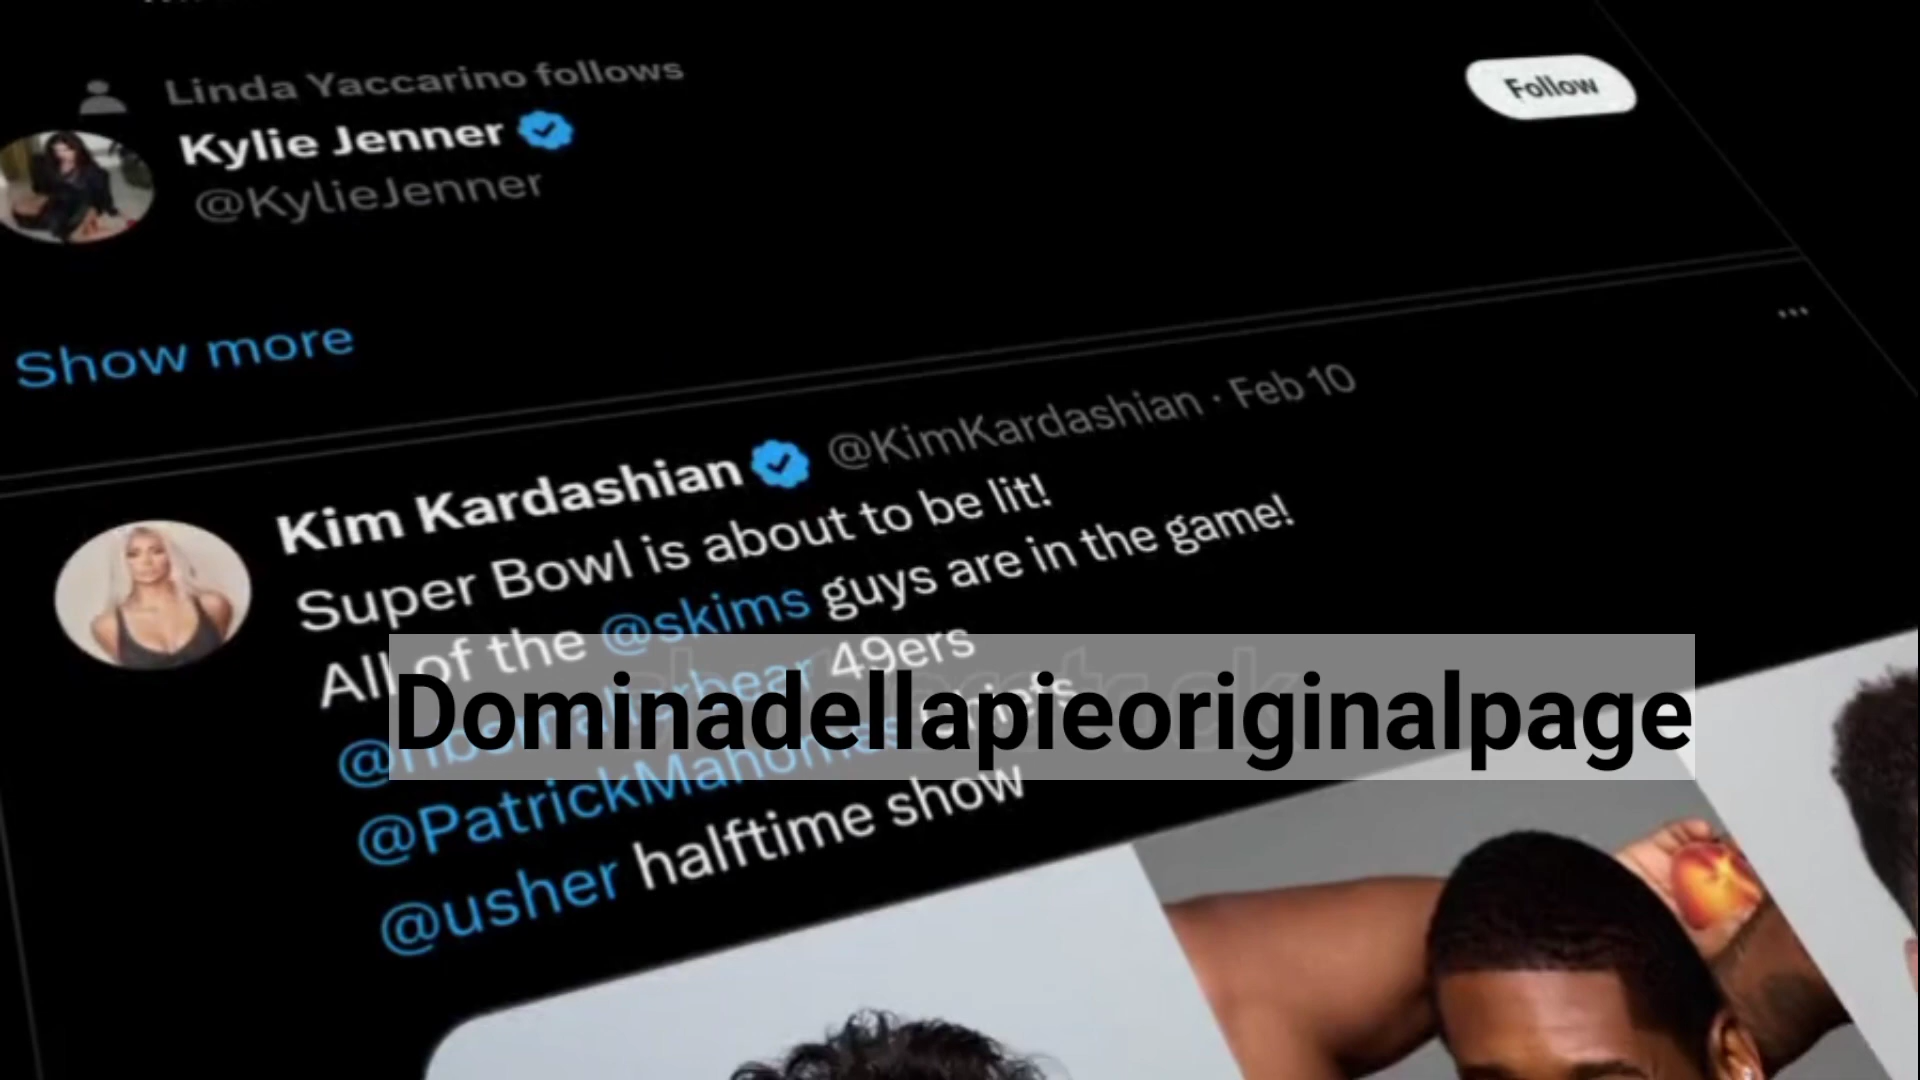 Linda Yaccarino follows
Kylie Jenner
@KylieJenner
Follow
Show more
Kim Kardashian @KimKardashian · Feb 10
Super Bowl is about to be lit!
All of the @skims guys are in the game!
49ers
@PatrickMahomes
@usher halftime show
Dominadellapieoriginalpage